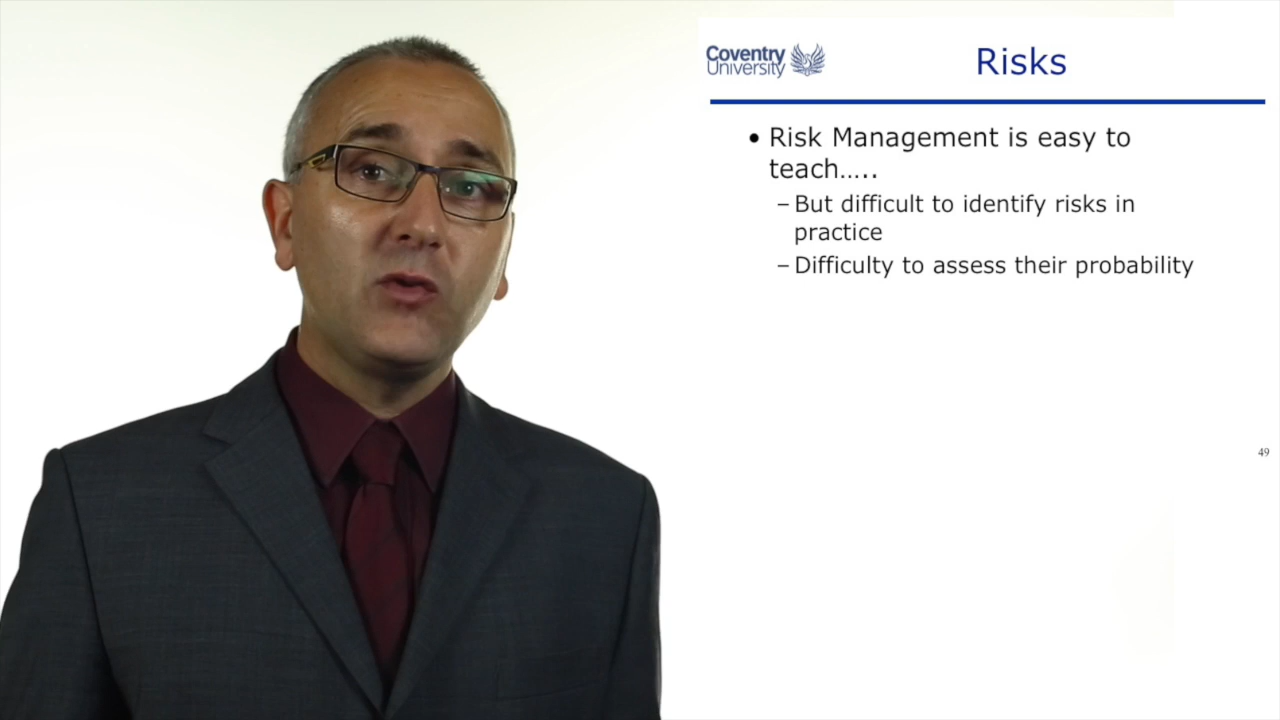 Coventry
University
Risks
• Risk Management is easy to
teach…..
– But difficult to identify risks in
practice
– Difficulty to assess their probability
49